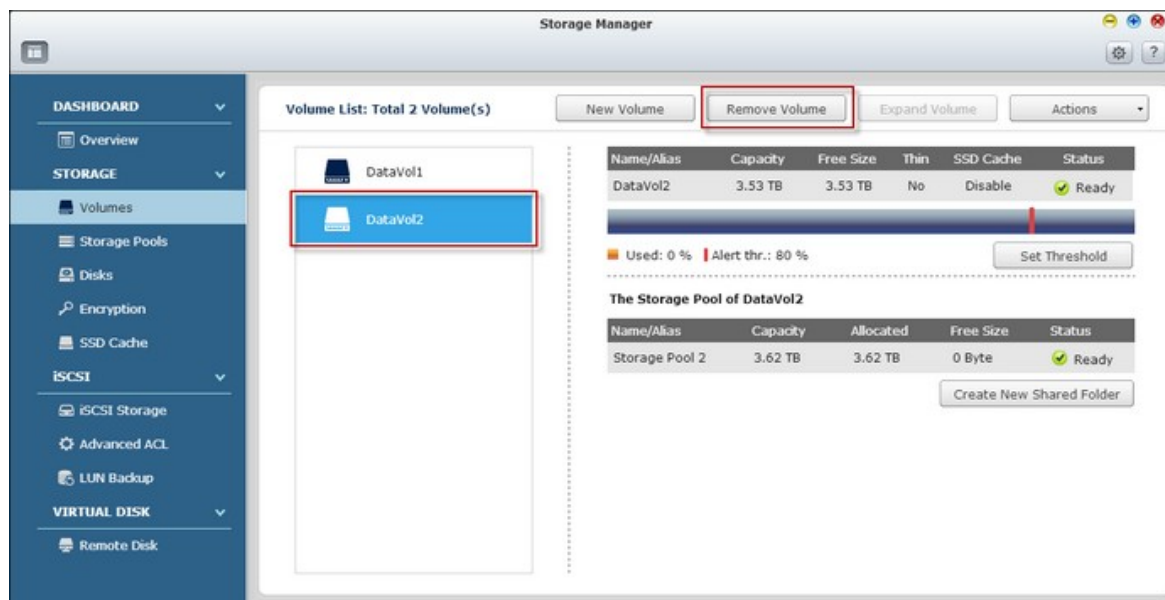 Storage Manager
?
DASHBOARD
Overview
STORAGE
Volumes
Storage Pools
Disks
Encryption
SSD Cache
iSCSI
iSCSI Storage
Advanced ACL
LUN Backup
VIRTUAL DISK
Remote Disk
Volume List: Total 2 Volume(s)
New Volume
Remove Volume
Expand Volume
Actions
DataVol1
DataVol2
Name/Alias Capacity Free Size Thin SSD Cache Status
DataVol2 3.53 TB 3.53 TB No Disable Ready
Used: 0 % Alert thr.: 80 %
Set Threshold
The Storage Pool of DataVol2
Name/Alias Capacity Allocated Free Size Status
Storage Pool 2 3.62 TB 3.62 TB 0 Byte Ready
Create New Shared Folder